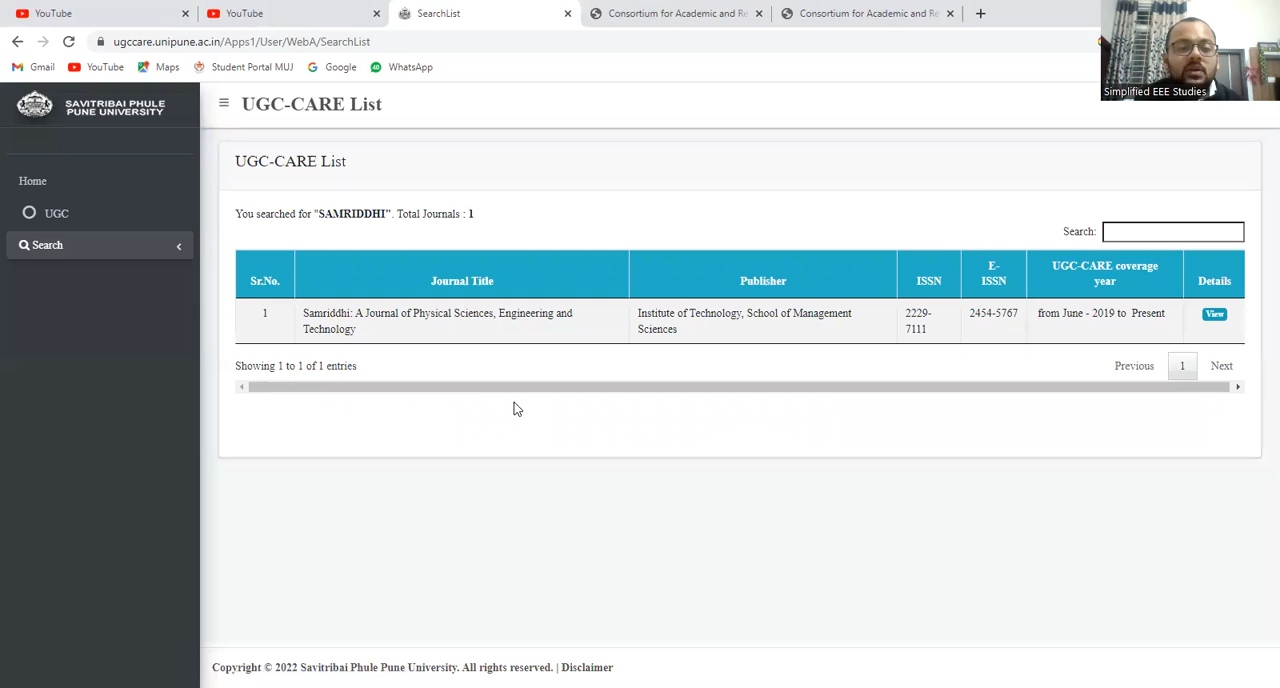 YouTube
YouTube
SearchList
Consortium for Academic and Re
Consortium for Academic and Re
ugccare.unipune.ac.in/Apps1/User/WebA/SearchList
Gmail
YouTube
Maps
Student Portal MUJ
Google
WhatsApp
Simplified EEE Studies
SAVITRIBAI PHULE
PUNE UNIVERSITY
UGC-CARE List
Home
UGC
Search
UGC-CARE List
You searched for "SAMRIDDHI". Total Journals : 1
Search:
Sr.No. Journal Title Publisher ISSN E-ISSN UGC-CARE coverage year Details
1 Samriddhi: A Journal of Physical Sciences, Engineering and Institute of Technology, School of Management 2229- 2454-5767 from June - 2019 to Present View
Technology Sciences 7111
Showing 1 to 1 of 1 entries
Previous 1 Next
Copyright © 2022 Savitribai Phule Pune University. All rights reserved. | Disclaimer